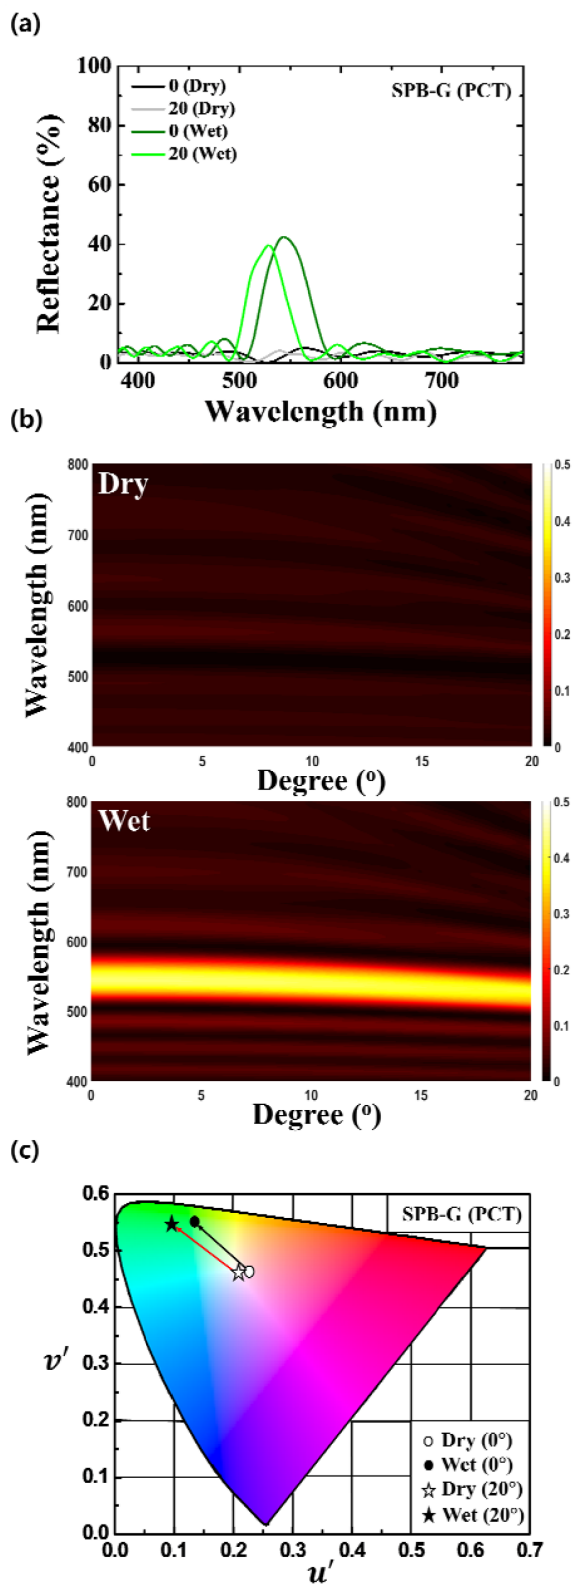 (a)
100
80
60
40
20
0
Reflectance (%)
0 (Dry)
20 (Dry)
0 (Wet)
20 (Wet)
SPB-G (PCT)
400 500 600 700
Wavelength (nm)
(b)
Dry
800
700
600
500
400
Wavelength (nm)
0 5 10 15 20
Degree (o)
0.5
0.4
0.3
0.2
0.1
0
Wet
800
700
600
500
400
Wavelength (nm)
0 5 10 15 20
Degree (o)
0.5
0.4
0.3
0.2
0.1
0
(c)
0.6
0.5
0.4
0.3
0.2
0.1
0.0
v'
SPB-G (PCT)
Dry (0°)
Wet (0°)
Dry (20°)
Wet (20°)
0.0 0.1 0.2 0.3 0.4 0.5 0.6 0.7
u'